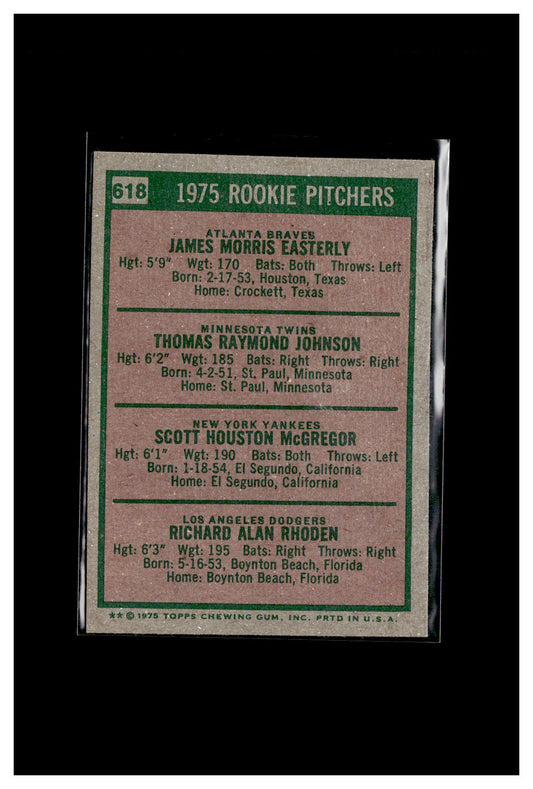 618
1975 ROOKIE PITCHERS
ATLANTA BRAVES
JAMES MORRIS EASTERLY
Hgt: 5'9" Wgt: 170 Bats: Both Throws: Left
Born: 2-17-53, Houston, Texas
Home: Crockett, Texas
MINNESOTA TWINS
THOMAS RAYMOND JOHNSON
Hgt: 6'2" Wgt: 185 Bats: Right Throws: Right
Born: 4-2-51, St. Paul, Minnesota
Home: St. Paul, Minnesota
NEW YORK YANKEES
SCOTT HOUSTON McGREGOR
Hgt: 6'1" Wgt: 190 Bats: Both Throws: Left
Born: 1-18-54, El Segundo, California
Home: El Segundo, California
LOS ANGELES DODGERS
RICHARD ALAN RHODEN
Hgt: 6'3" Wgt: 195 Bats: Right Throws: Right
Born: 5-16-53, Boynton Beach, Florida
Home: Boynton Beach, Florida
** © 1975 TOPPS CHEWING GUM, INC. PRTD IN U.S.A.